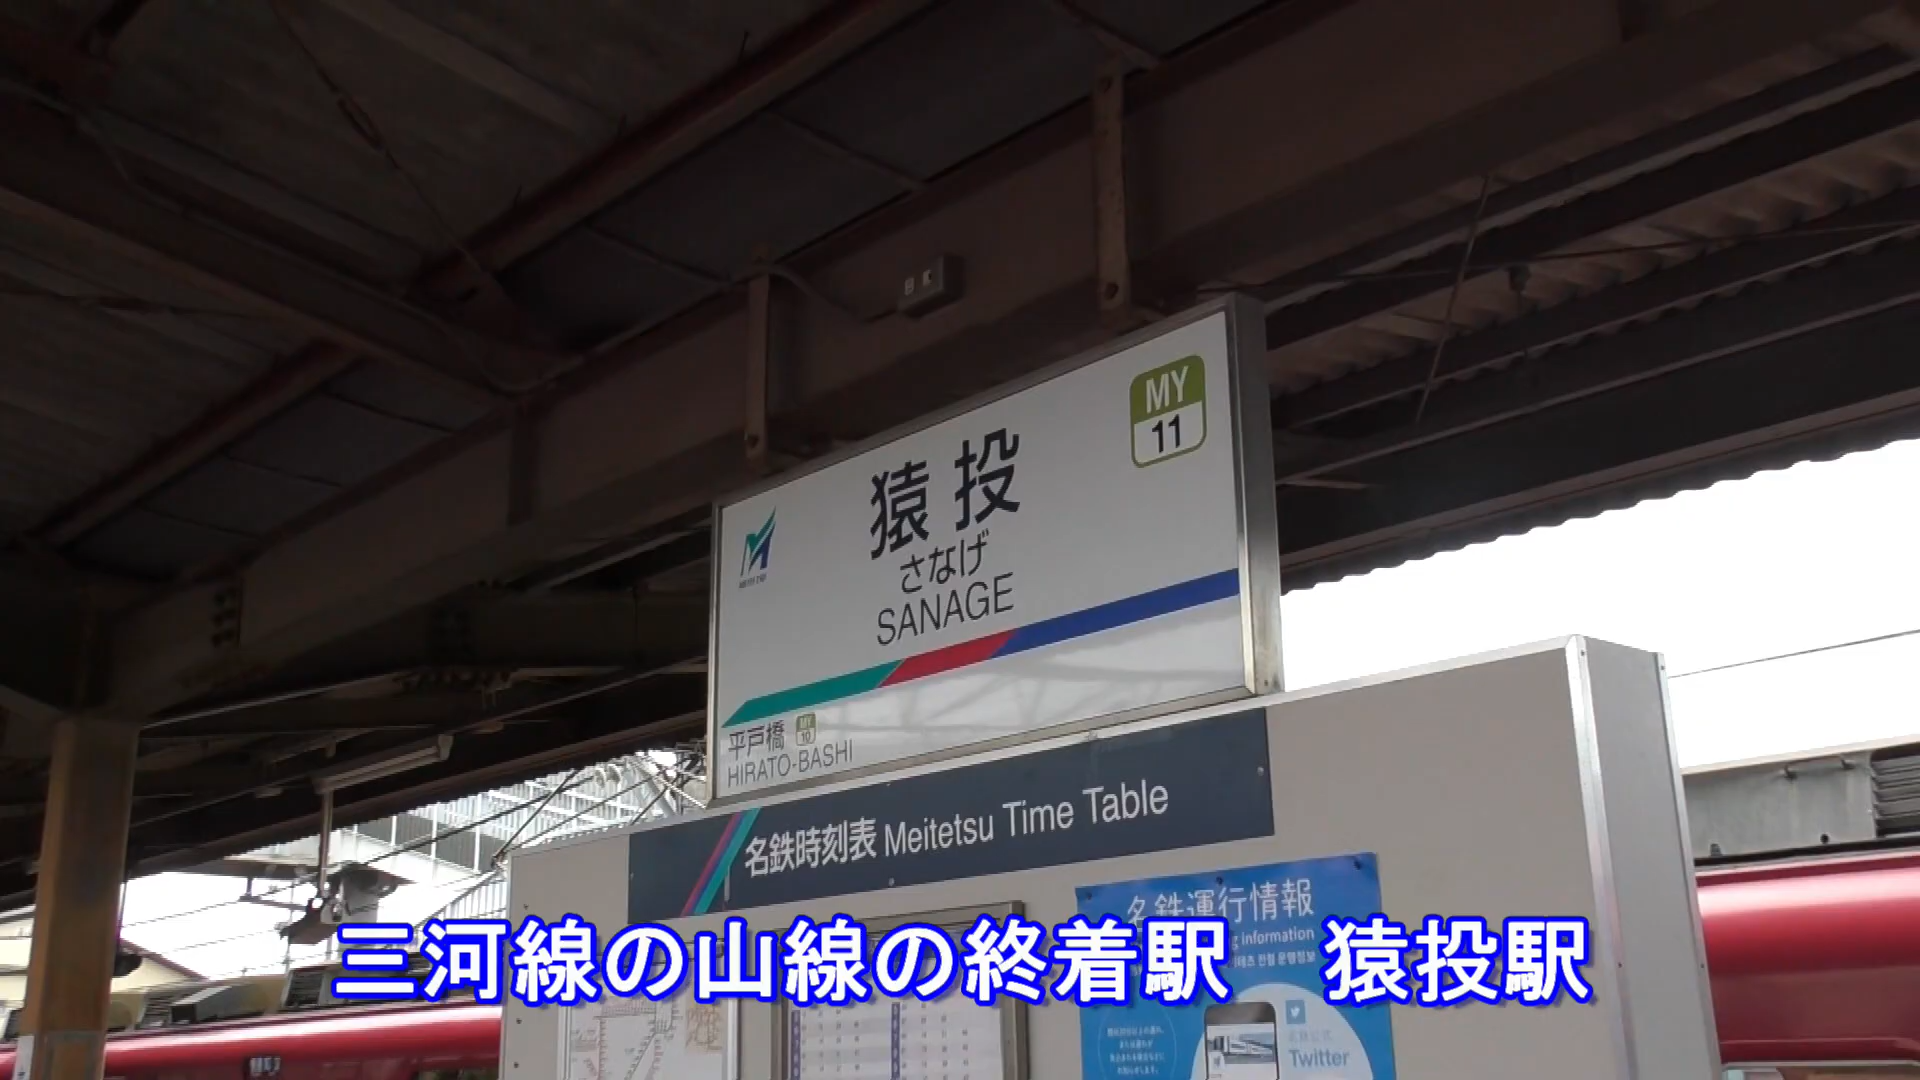 MY
11
猿投
さなげ
SANAGE
平戸橋 MY 10
HIRATO-BASHI
名鉄時刻表 Meitetsu Time Table
名鉄運行情報
Information
三河線の山線の終着駅 猿投駅
Twitter